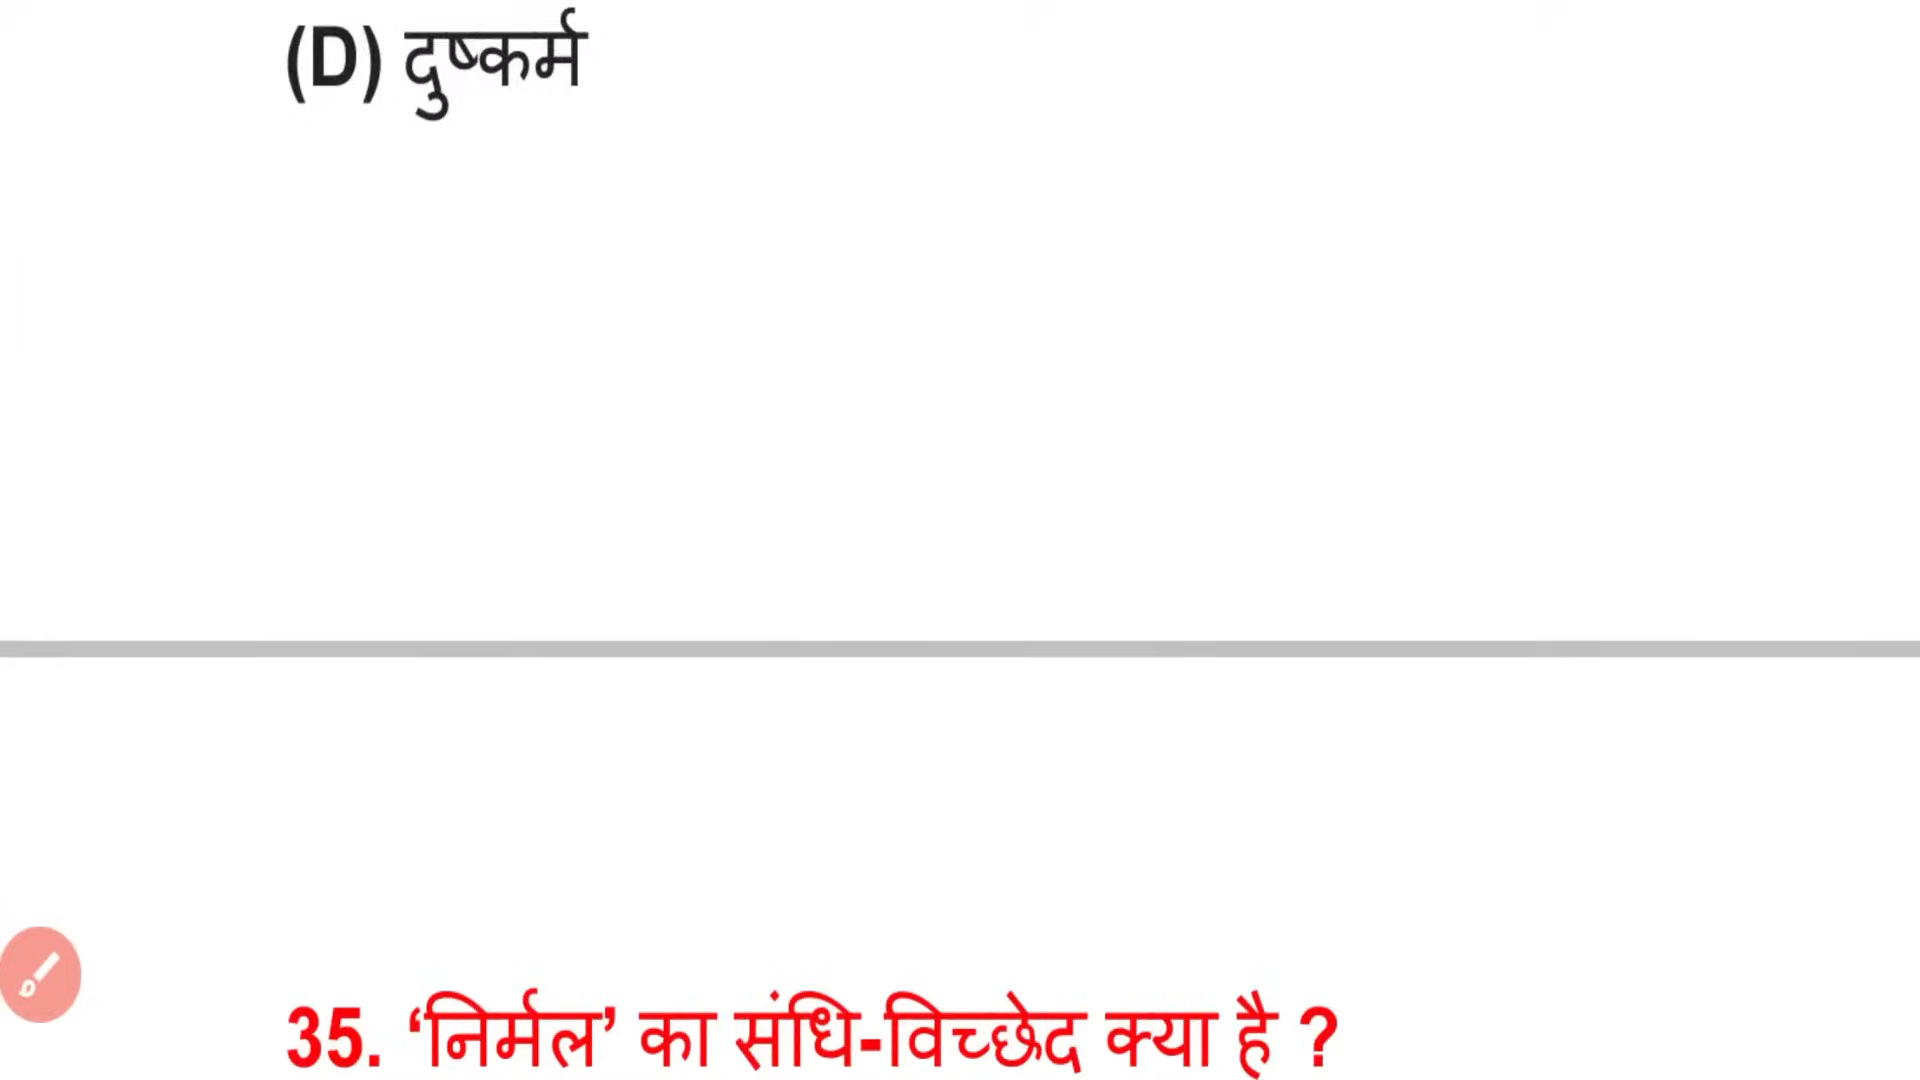 (D) दुष्कर्म
35. ‘निर्मल’ का संधि-विच्छेद क्या है ?